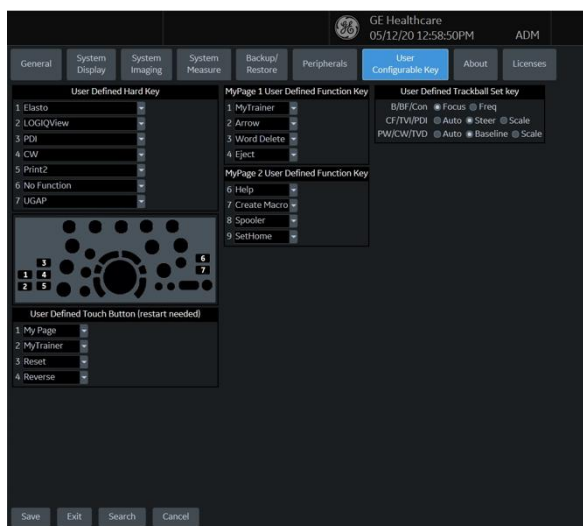 GE Healthcare
05/12/20 12:58:50PM ADM
General System Display System Imaging System Measure Backup/ Restore Peripherals User Configurable Key About Licenses
User Defined Hard Key
1 Elasto
2 LOGIQView
3 PDI
4 CW
5 Print2
6 No Function
7 UGAP
3
1 4
2 5
6
7
User Defined Touch Button (restart needed)
1 My Page
2 MyTrainer
3 Reset
4 Reverse
MyPage 1 User Defined Function Key
1 MyTrainer
2 Arrow
3 Word Delete
4 Eject
MyPage 2 User Defined Function Key
6 Help
7 Create Macro
8 Spooler
9 SetHome
User Defined Trackball Set key
B/BF/Con Focus Freq
CF/TVI/PDI Auto Steer Scale
PW/CW/TVD Auto Baseline Scale
Save Exit Search Cancel